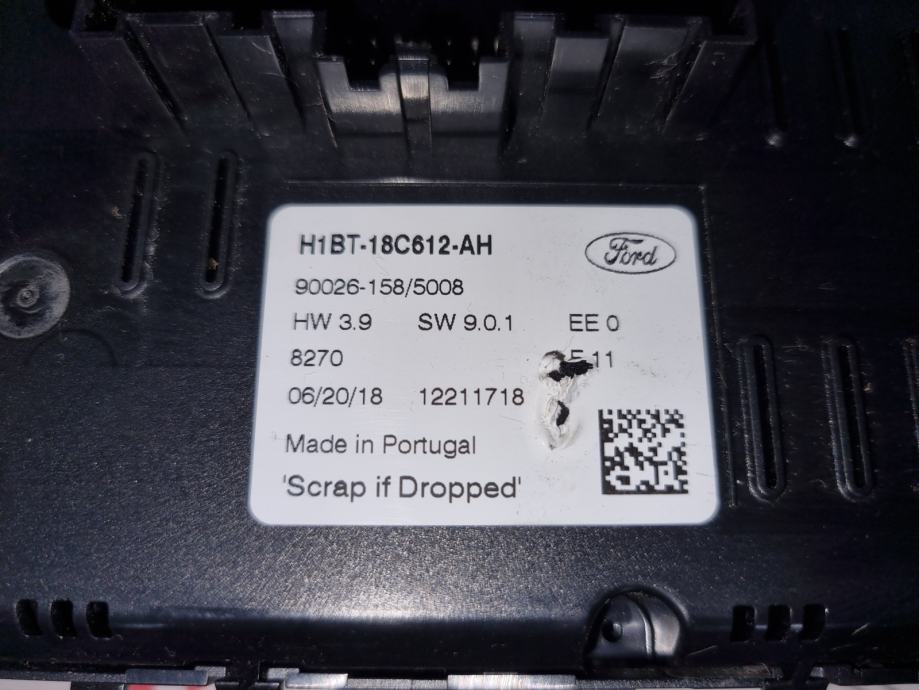 H1BT-18C612-AH
Ford
90026-158/5008
HW 3.9 SW 9.0.1 EE 0
8270 11
06/20/18 12211718
Made in Portugal
'Scrap if Dropped'